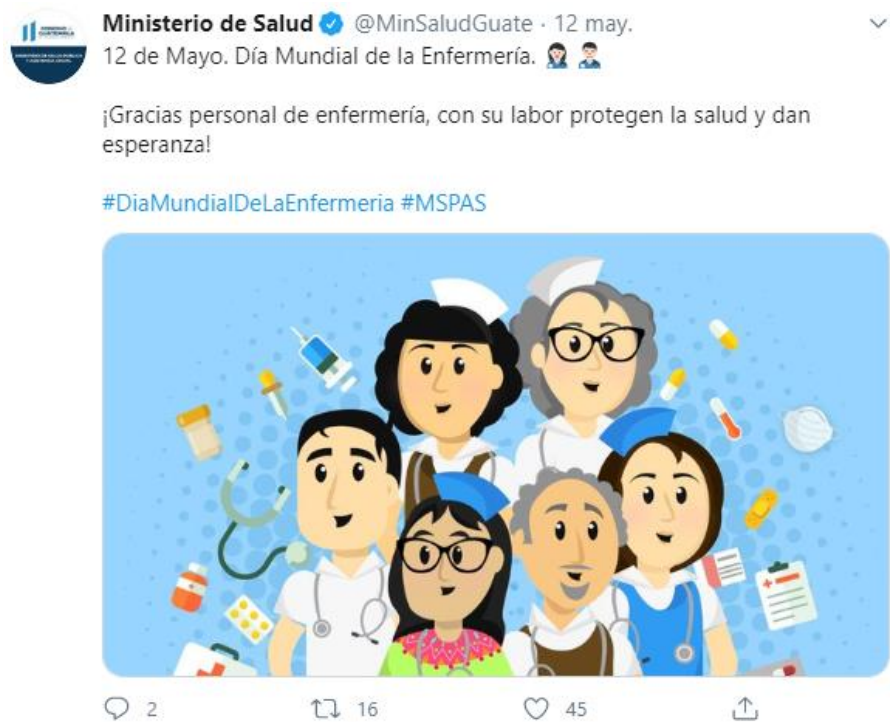 Ministerio de Salud @MinSaludGuate · 12 may.
12 de Mayo. Día Mundial de la Enfermería.
¡Gracias personal de enfermería, con su labor protegen la salud y dan
esperanza!
#DiaMundialDeLaEnfermeria #MSPAS
2 16 45